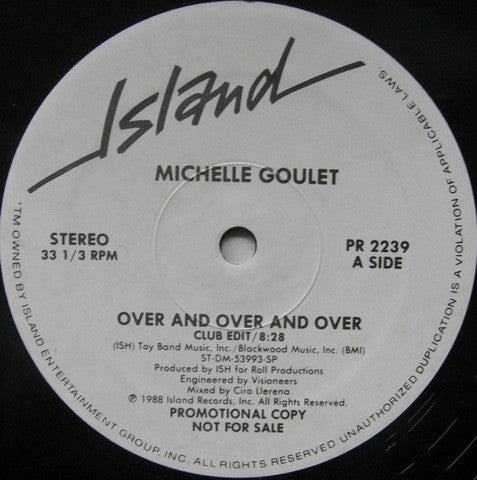 Island
MICHELLE GOULET
STEREO
33 1/3 RPM
PR 2239
A SIDE
OVER AND OVER AND OVER
CLUB EDIT/8:28
(ISH) Toy Band Music, Inc./Blackwood Music, Inc. (BMI)
ST-DM-53993-SP
Produced by ISH for Roll Productions
Engineered by Visioneers
Mixed by Ciro Llerena
℗ 1988 Island Records, Inc. All Rights Reserved.
PROMOTIONAL COPY
NOT FOR SALE
"TM OWNED BY ISLAND ENTERTAINMENT GROUP, INC. ALL RIGHTS RESERVED UNAUTHORIZED DUPLICATION IS A VIOLATION OF APPLICABLE LAWS.